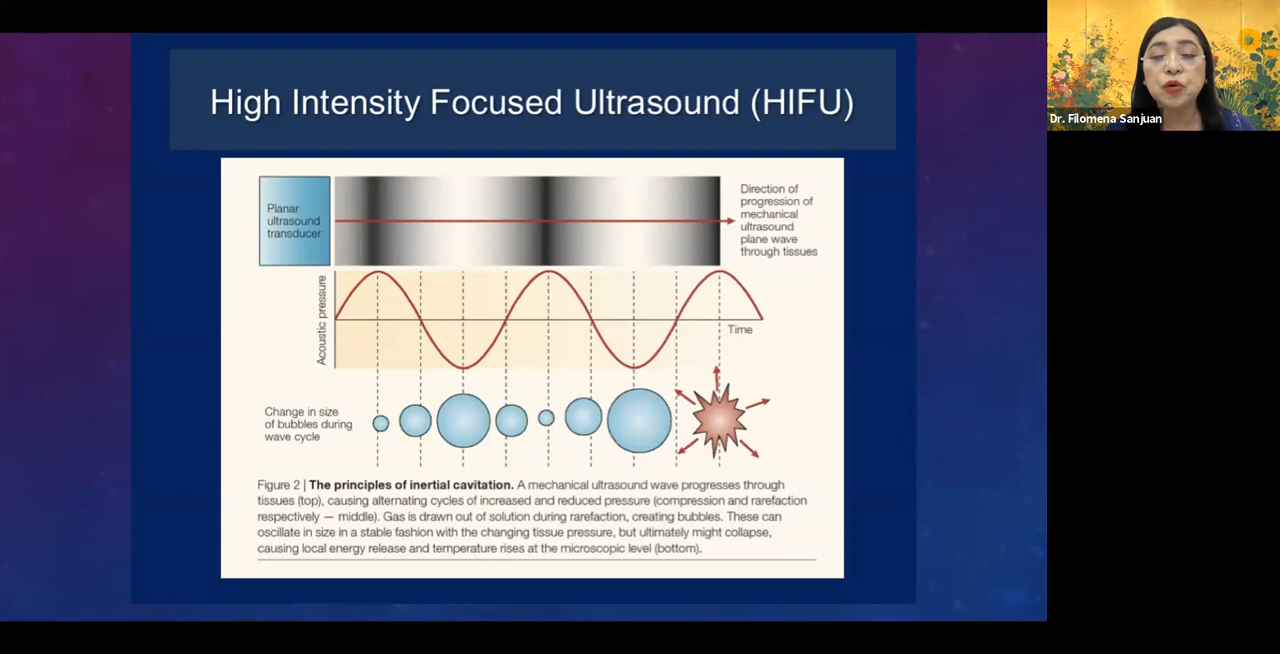 High Intensity Focused Ultrasound (HIFU)
Dr. Filomena Sanjuan
Planar
ultrasound
transducer
Direction of
progression of
mechanical
ultrasound
plane wave
through tissues
Acoustic pressure
Time
Change in size
of bubbles during
wave cycle
Figure 2 | The principles of inertial cavitation. A mechanical ultrasound wave progresses through
tissues (top), causing alternating cycles of increased and reduced pressure (compression and rarefaction
respectively — middle). Gas is drawn out of solution during rarefaction, creating bubbles. These can
oscillate in size in a stable fashion with the changing tissue pressure, but ultimately might collapse,
causing local energy release and temperature rises at the microscopic level (bottom).